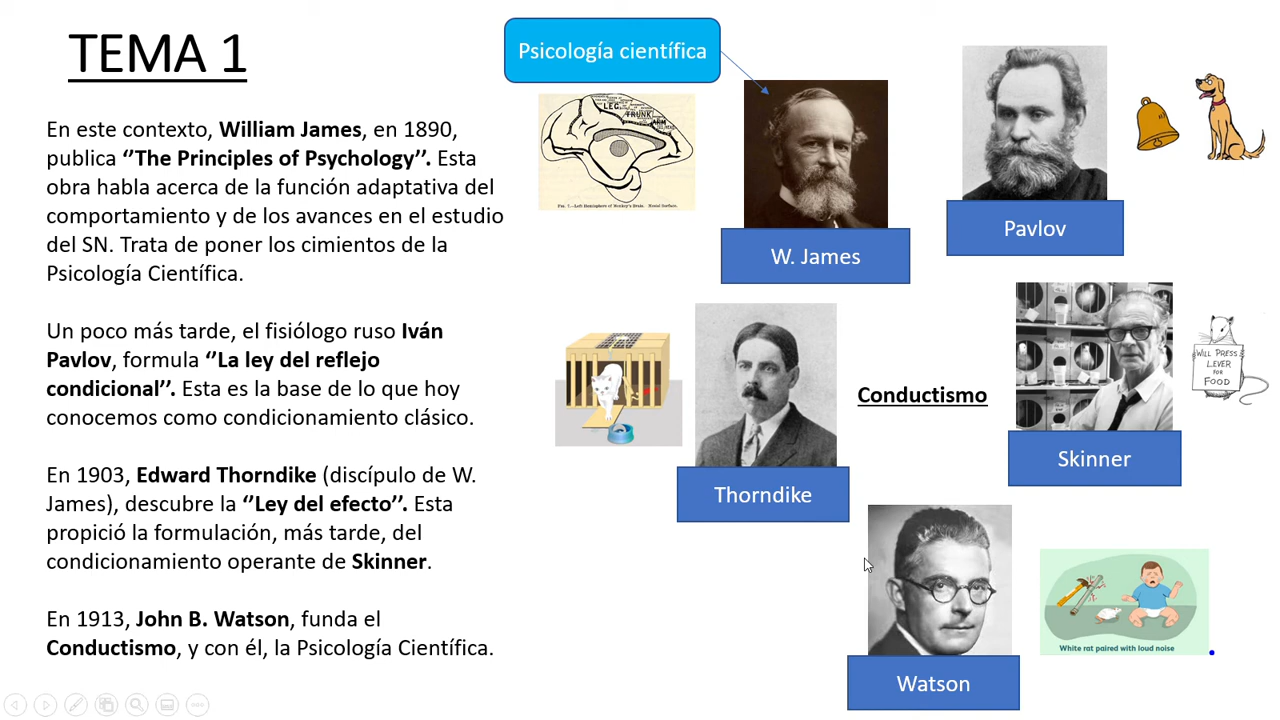 TEMA 1
En este contexto, William James, en 1890,
publica ‘’The Principles of Psychology’’. Esta
obra habla acerca de la función adaptativa del
comportamiento y de los avances en el estudio
del SN. Trata de poner los cimientos de la
Psicología Científica.
Un poco más tarde, el fisiólogo ruso Iván
Pavlov, formula ‘’La ley del reflejo
condicional’’. Esta es la base de lo que hoy
conocemos como condicionamiento clásico.
En 1903, Edward Thorndike (discípulo de W.
James), descubre la ‘’Ley del efecto’’. Esta
propició la formulación, más tarde, del
condicionamiento operante de Skinner.
En 1913, John B. Watson, funda el
Conductismo, y con él, la Psicología Científica.
Psicología científica
LEG
TRUNK
ARM
W. James
Pavlov
Thorndike
Conductismo
Skinner
WILL PRESS
LEVER
FOR
FOOD
Watson
White rat paired with loud noise